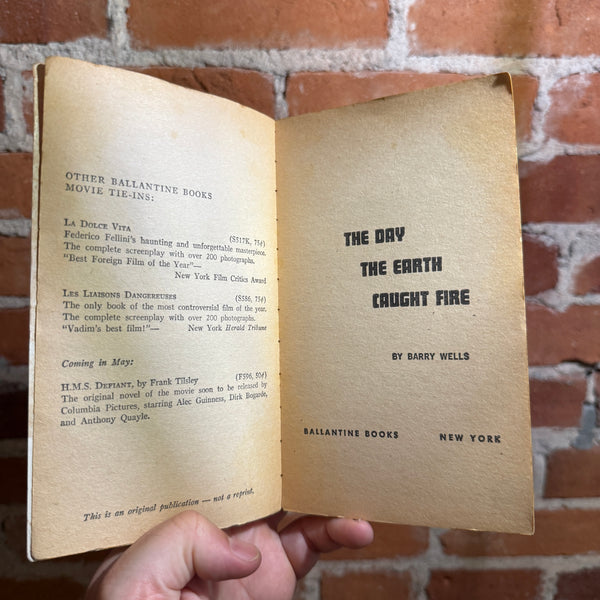 OTHER BALLANTINE BOOKS
MOVIE TIE-INS:
LA DOLCE VITA (S517K, 75¢)
Federico Fellini's haunting and unforgettable masterpiece.
The complete screenplay with over 200 photographs.
"Best Foreign Film of the Year"—
New York Film Critics Award
LES LIAISONS DANGEREUSES (S586, 75¢)
The only book of the most controversial film of the year.
The complete screenplay with over 200 photographs.
"Vadim's best film!"— New York Herald Tribune
Coming in May:
H.M.S. DEFIANT, by Frank Tilsley (F596, 50¢)
The original novel of the movie soon to be released by
Columbia Pictures, starring Alec Guinness, Dirk Bogarde,
and Anthony Quayle.
This is an original publication — not a reprint.
THE DAY
THE EARTH
CAUGHT FIRE
BY BARRY WELLS
BALLANTINE BOOKS NEW YORK